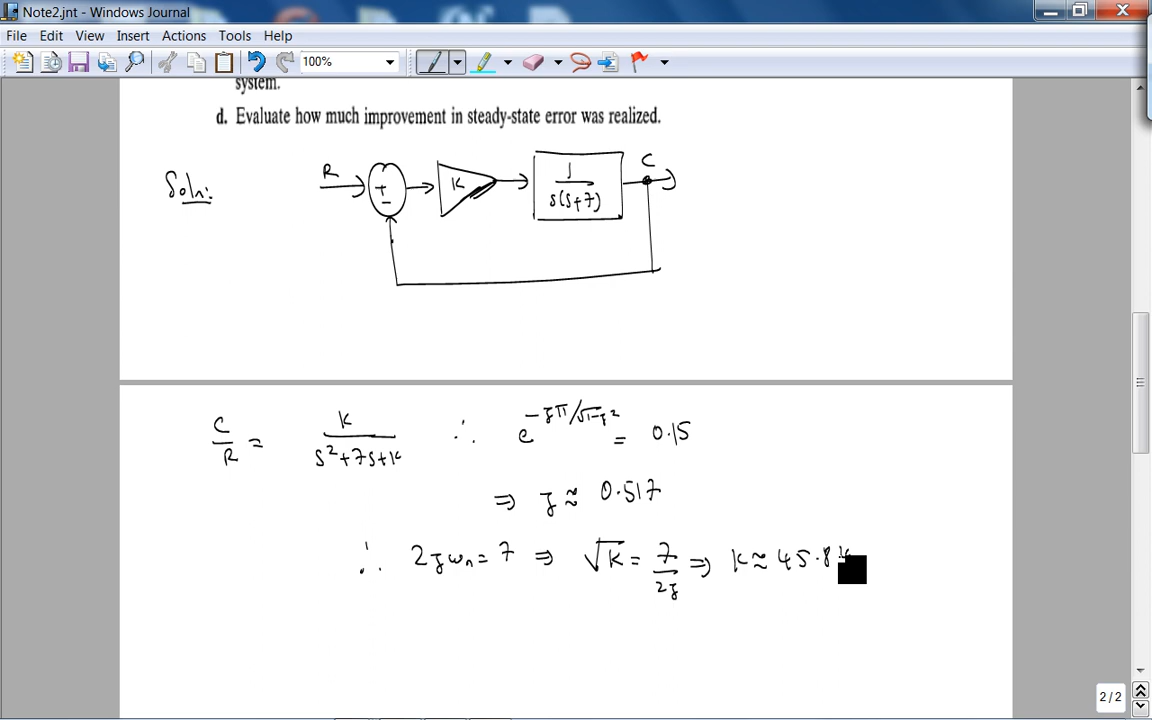 Note2.jnt - Windows Journal
File Edit View Insert Actions Tools Help
100%
system.
d. Evaluate how much improvement in steady-state error was realized.
Soln:
R + - K 1/s(s+7) C
C/R = K/s²+7s+K ∴ e^-ζπ/√1-ζ² = 0.15
⇒ ζ ≈ 0.517
∴ 2ζωn = 7 ⇒ √K = 7/2ζ ⇒ K ≈ 45.8
2 / 2